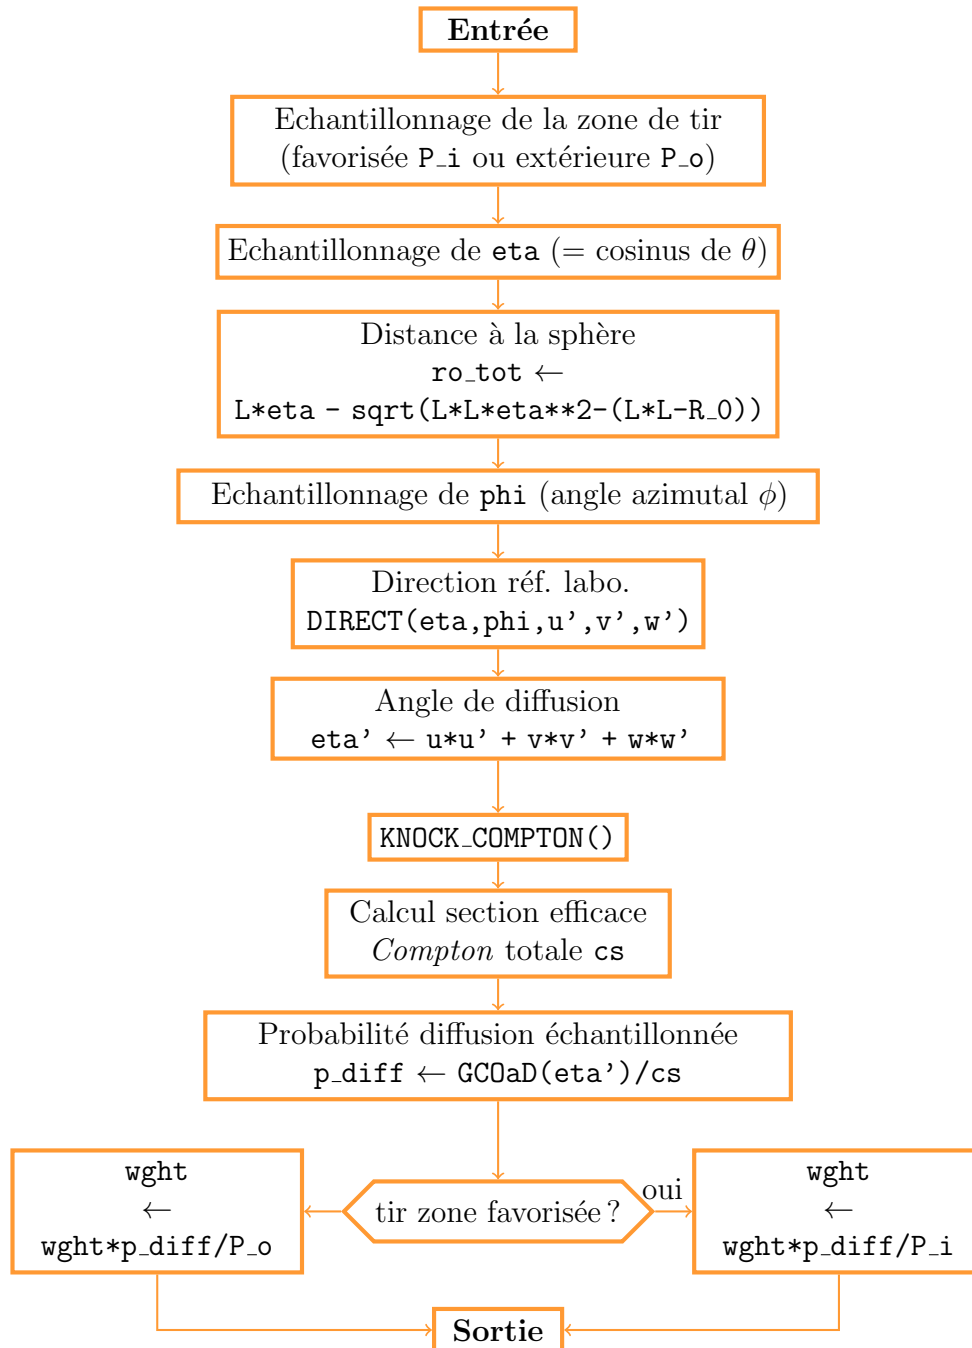 Entrée
Echantillonnage de la zone de tir
(favorisée P_i ou extérieure P_o)
Echantillonnage de eta (= cosinus de θ)
Distance à la sphère
ro_tot ←
L*eta - sqrt(L*L*eta**2-(L*L-R_0))
Echantillonnage de phi (angle azimutal ϕ)
Direction réf. labo.
DIRECT(eta,phi,u’,v’,w’)
Angle de diffusion
eta’ ← u*u’ + v*v’ + w*w’
KNOCK_COMPTON()
Calcul section efficace
Compton totale cs
Probabilité diffusion échantillonnée
p_diff ← GCOaD(eta’)/cs
wght
←
wght*p_diff/P_o
tir zone favorisée ?
oui
wght
←
wght*p_diff/P_i
Sortie